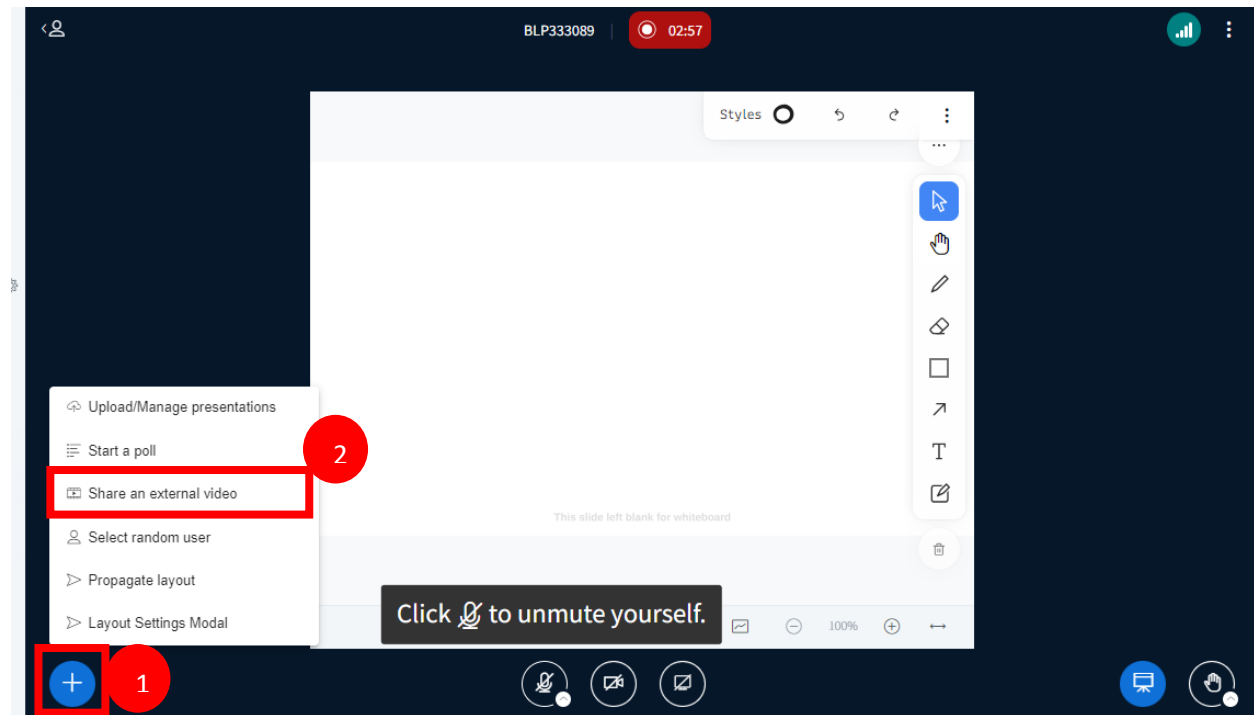 BLP333089
02:57
Styles
Upload/Manage presentations
Start a poll
2
Share an external video
T
This slide left blank for whiteboard
Select random user
Propagate layout
Click to unmute yourself.
Layout Settings Modal
100%
1